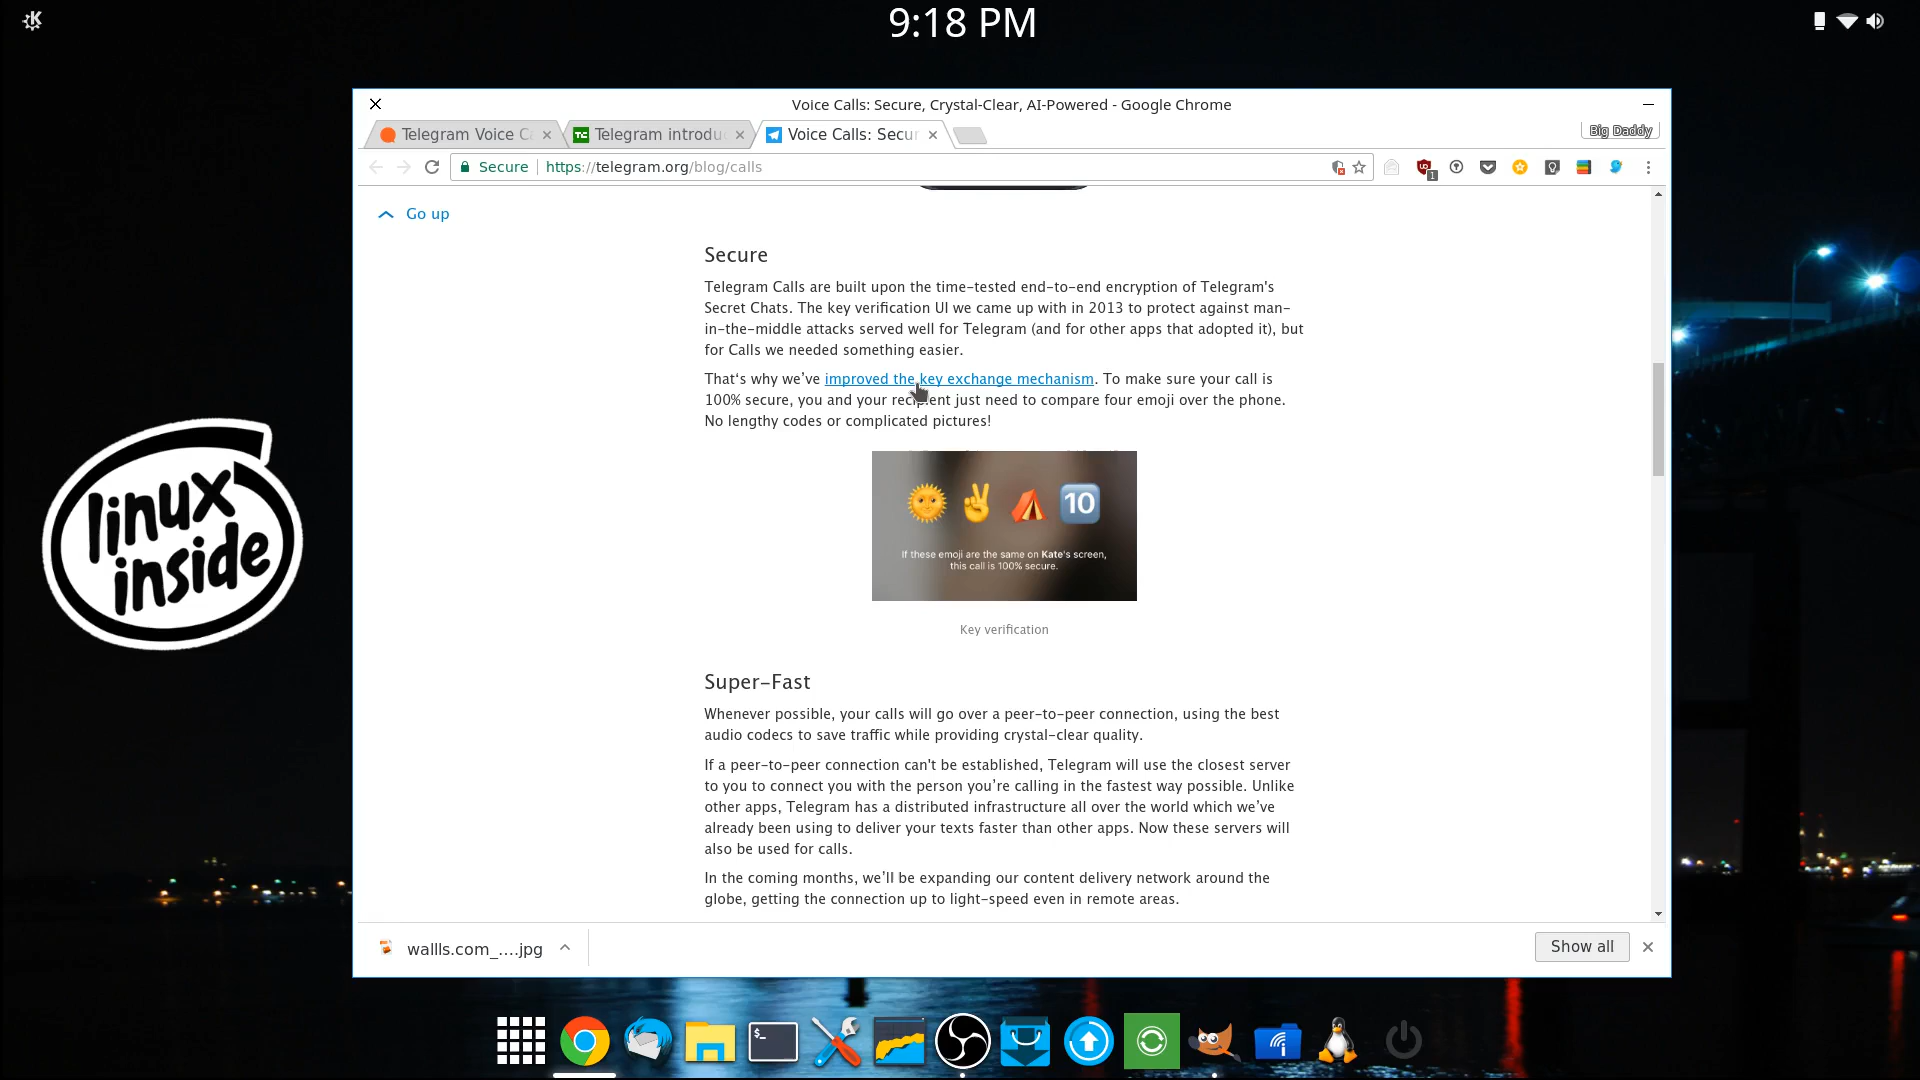 9:18 PM
Voice Calls: Secure, Crystal-Clear, AI-Powered - Google Chrome
Telegram Voice C
Telegram introdu
Voice Calls: Secur
Big Daddy
Secure
https://telegram.org/blog/calls
1
Go up
Secure
Telegram Calls are built upon the time-tested end-to-end encryption of Telegram's
Secret Chats. The key verification UI we came up with in 2013 to protect against man-
in-the-middle attacks served well for Telegram (and for other apps that adopted it), but
for Calls we needed something easier.
That‘s why we’ve improved the key exchange mechanism. To make sure your call is
100% secure, you and your recipient just need to compare four emoji over the phone.
No lengthy codes or complicated pictures!
10
If these emoji are the same on Kate's screen,
this call is 100% secure.
Key verification
Super-Fast
Whenever possible, your calls will go over a peer-to-peer connection, using the best
audio codecs to save traffic while providing crystal-clear quality.
If a peer-to-peer connection can't be established, Telegram will use the closest server
to you to connect you with the person you’re calling in the fastest way possible. Unlike
other apps, Telegram has a distributed infrastructure all over the world which we’ve
already been using to deliver your texts faster than other apps. Now these servers will
also be used for calls.
In the coming months, we’ll be expanding our content delivery network around the
globe, getting the connection up to light-speed even in remote areas.
wallls.com_....jpg
Show all
linux
inside